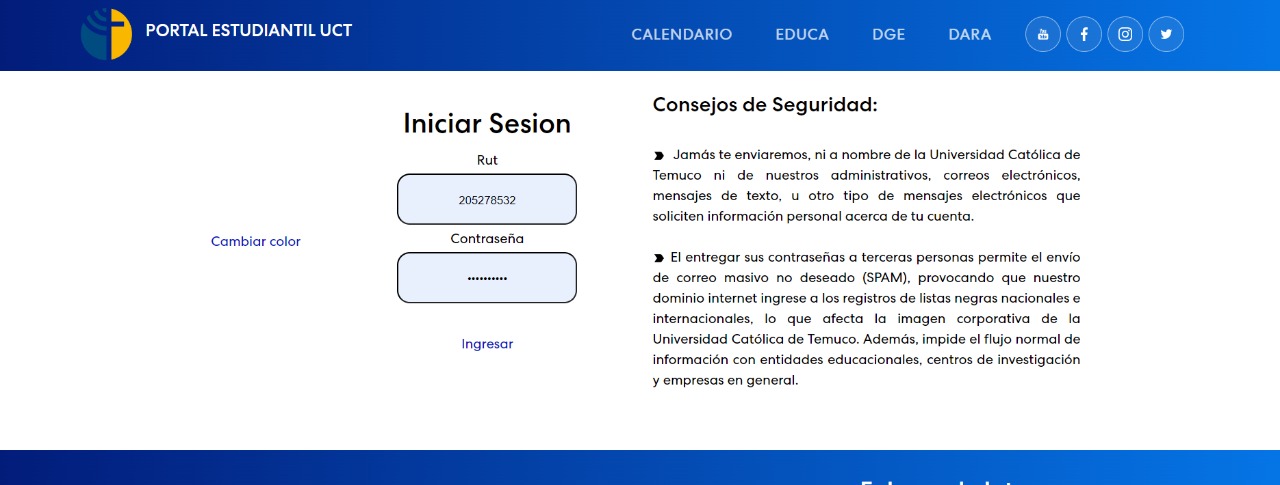 PORTAL ESTUDIANTIL UCT
CALENDARIO EDUCA DGE DARA
Iniciar Sesion
Rut
205278532
Contraseña
••••••••••
Ingresar
Cambiar color
Consejos de Seguridad:
Jamás te enviaremos, ni a nombre de la Universidad Católica de
Temuco ni de nuestros administrativos, correos electrónicos,
mensajes de texto, u otro tipo de mensajes electrónicos que
soliciten información personal acerca de tu cuenta.
El entregar sus contraseñas a terceras personas permite el envío
de correo masivo no deseado (SPAM), provocando que nuestro
dominio internet ingrese a los registros de listas negras nacionales e
internacionales, lo que afecta la imagen corporativa de la
Universidad Católica de Temuco. Además, impide el flujo normal de
información con entidades educacionales, centros de investigación
y empresas en general.